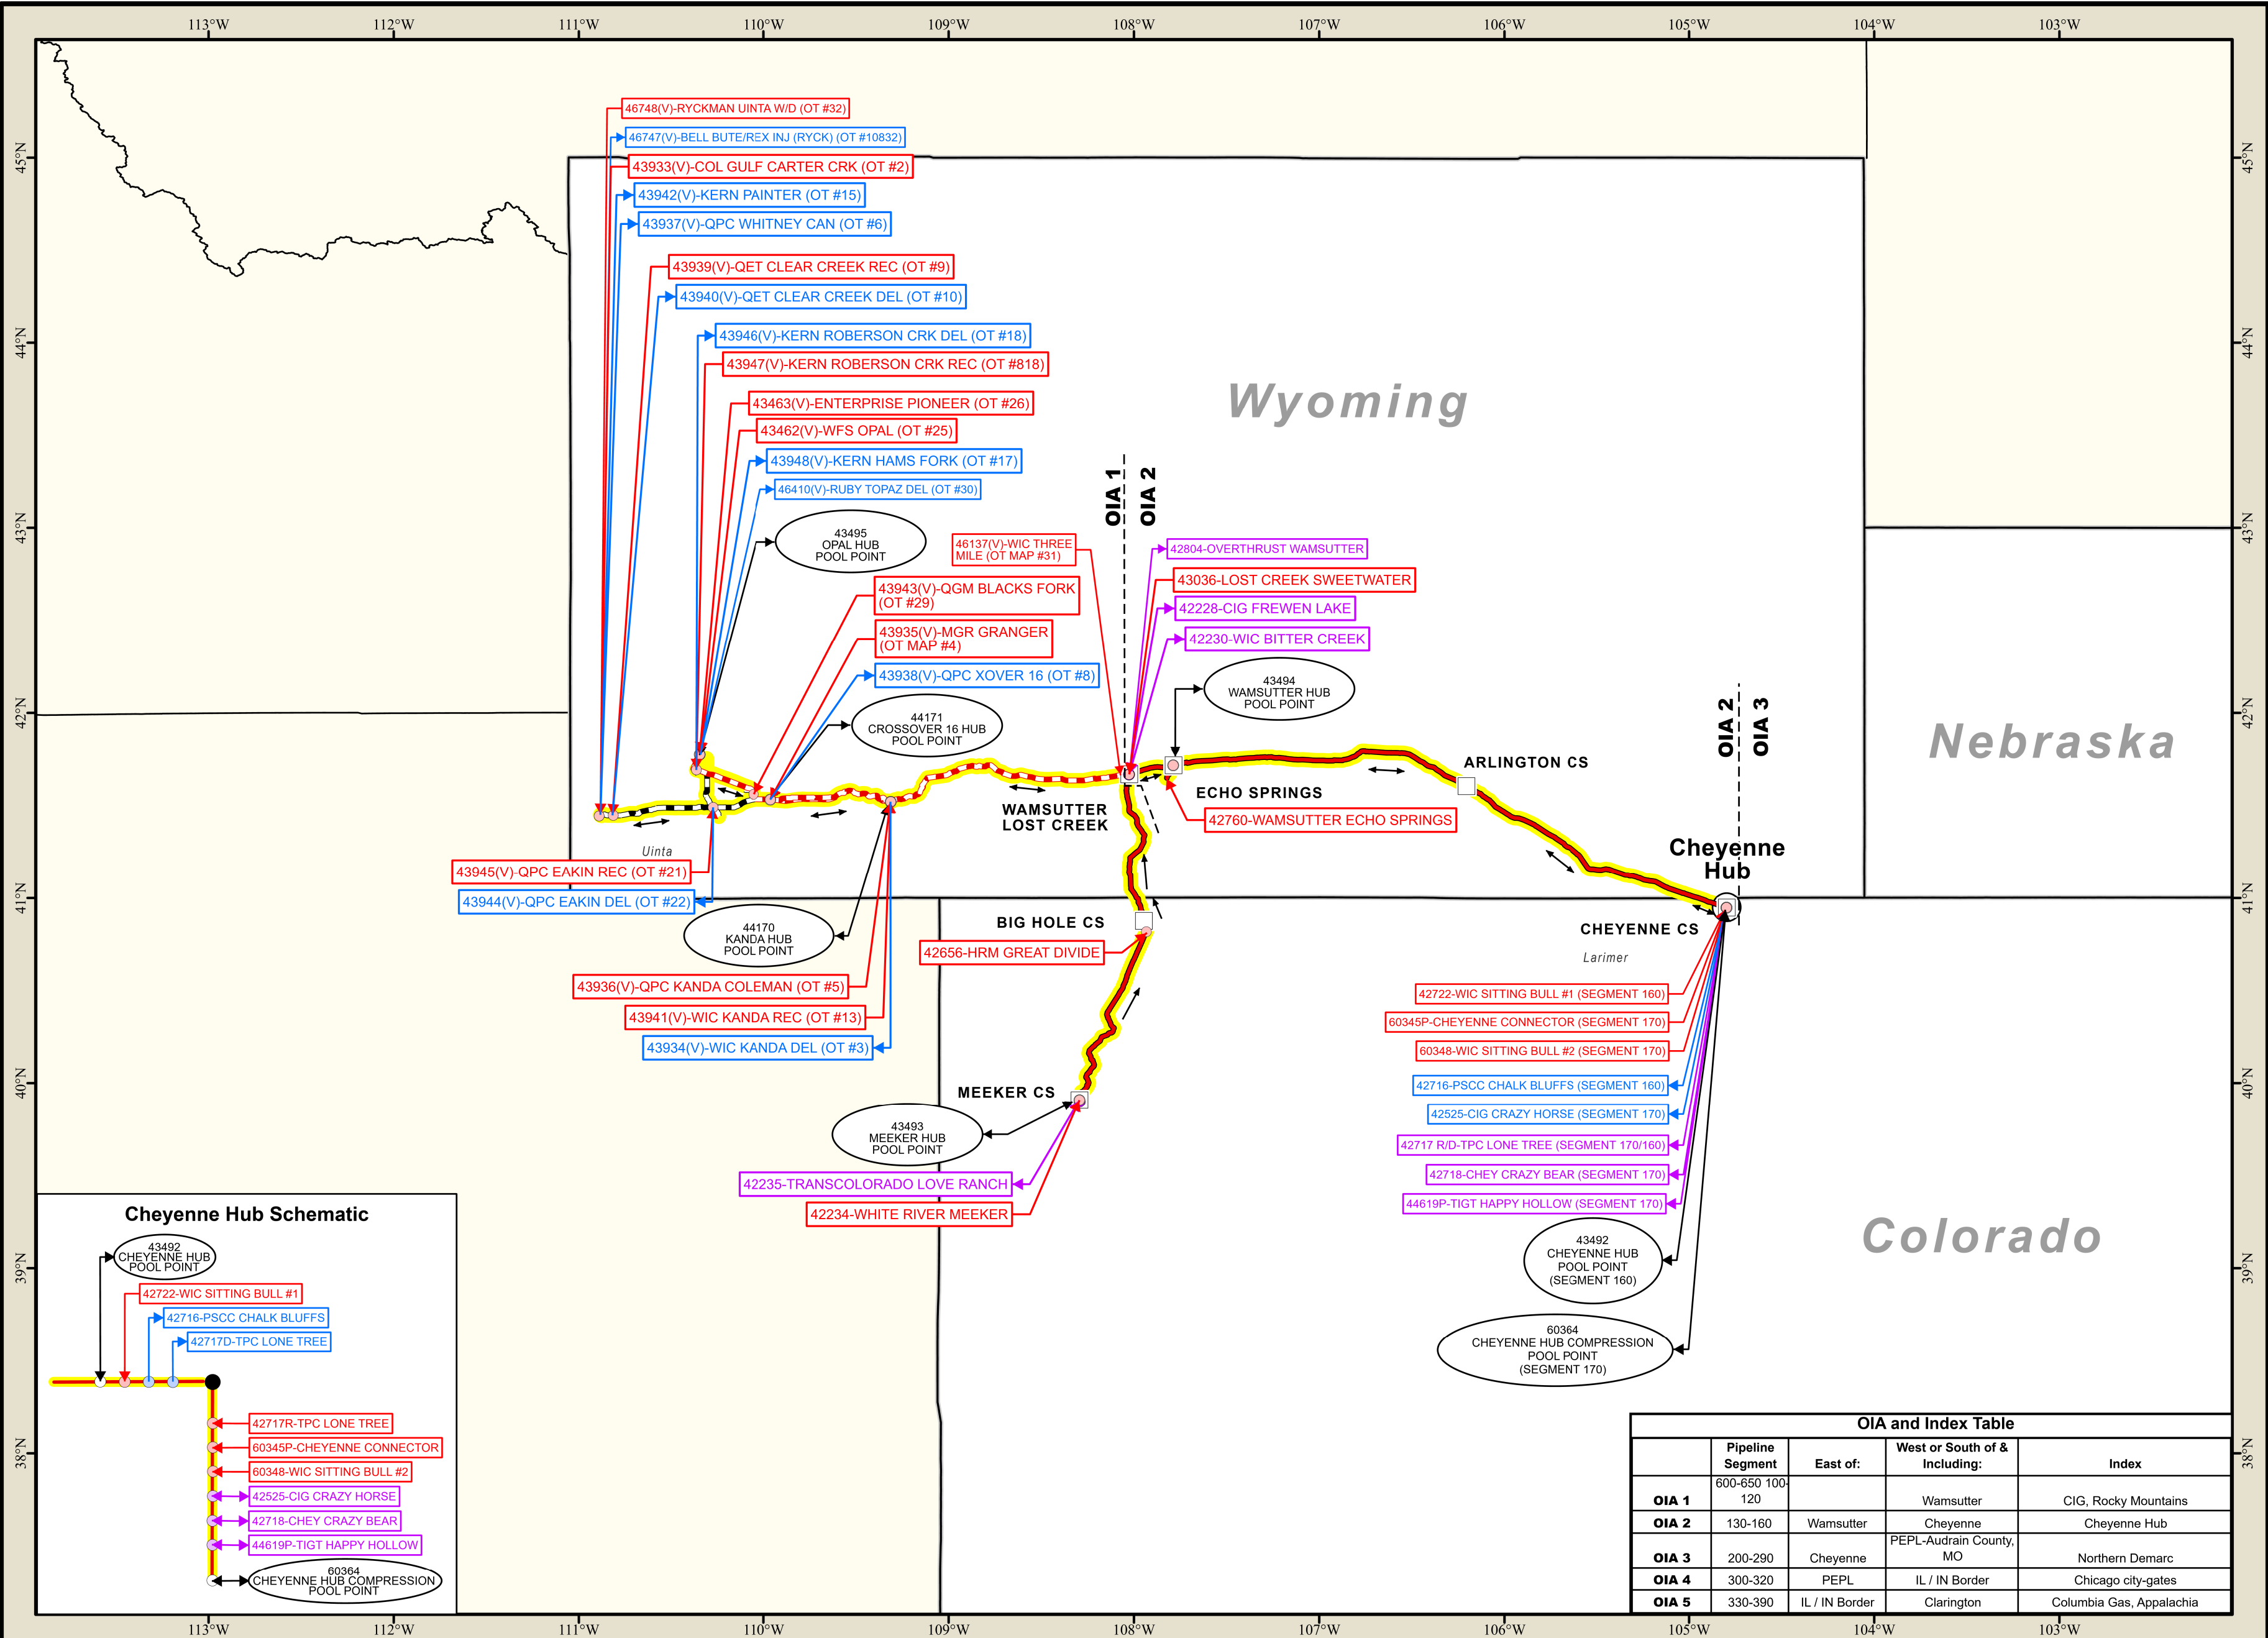 113°W
112°W
111°W
110°W
109°W
108°W
107°W
106°W
105°W
104°W
103°W
45°N
44°N
43°N
42°N
41°N
40°N
39°N
38°N
46748(V)-RYCKMAN UINTA W/D (OT #32)
46747(V)-BELL BUTE/REX INJ (RYCK) (OT #10832)
43933(V)-COL GULF CARTER CRK (OT #2)
43942(V)-KERN PAINTER (OT #15)
43937(V)-QPC WHITNEY CAN (OT #6)
43939(V)-QET CLEAR CREEK REC (OT #9)
43940(V)-QET CLEAR CREEK DEL (OT #10)
43946(V)-KERN ROBERSON CRK DEL (OT #18)
43947(V)-KERN ROBERSON CRK REC (OT #818)
43463(V)-ENTERPRISE PIONEER (OT #26)
43462(V)-WFS OPAL (OT #25)
43948(V)-KERN HAMS FORK (OT #17)
46410(V)-RUBY TOPAZ DEL (OT #30)
43495
OPAL HUB
POOL POINT
Wyoming
OIA 1
OIA 2
46137(V)-WIC THREE
MILE (OT MAP #31)
42804-OVERTHRUST WAMSUTTER
43036-LOST CREEK SWEETWATER
42228-CIG FREWEN LAKE
42230-WIC BITTER CREEK
43943(V)-QGM BLACKS FORK
(OT #29)
43935(V)-MGR GRANGER
(OT MAP #4)
43938(V)-QPC XOVER 16 (OT #8)
44171
CROSSOVER 16 HUB
POOL POINT
43494
WAMSUTTER HUB
POOL POINT
OIA 2
OIA 3
Nebraska
ARLINGTON CS
ECHO SPRINGS
WAMSUTTER
LOST CREEK
42760-WAMSUTTER ECHO SPRINGS
Cheyenne
Hub
Uinta
43945(V)-QPC EAKIN REC (OT #21)
43944(V)-QPC EAKIN DEL (OT #22)
44170
KANDA HUB
POOL POINT
BIG HOLE CS
42656-HRM GREAT DIVIDE
CHEYENNE CS
Larimer
43936(V)-QPC KANDA COLEMAN (OT #5)
43941(V)-WIC KANDA REC (OT #13)
43934(V)-WIC KANDA DEL (OT #3)
42722-WIC SITTING BULL #1 (SEGMENT 160)
60345P-CHEYENNE CONNECTOR (SEGMENT 170)
60348-WIC SITTING BULL #2 (SEGMENT 170)
42716-PSCC CHALK BLUFFS (SEGMENT 160)
42525-CIG CRAZY HORSE (SEGMENT 170)
42717 R/D-TPC LONE TREE (SEGMENT 170/160)
42718-CHEY CRAZY BEAR (SEGMENT 170)
44619P-TIGT HAPPY HOLLOW (SEGMENT 170)
MEEKER CS
43493
MEEKER HUB
POOL POINT
42235-TRANSCOLORADO LOVE RANCH
42234-WHITE RIVER MEEKER
43492
CHEYENNE HUB
POOL POINT
(SEGMENT 160)
Colorado
60364
CHEYENNE HUB COMPRESSION
POOL POINT
(SEGMENT 170)
Cheyenne Hub Schematic
43492
CHEYENNE HUB
POOL POINT
42722-WIC SITTING BULL #1
42716-PSCC CHALK BLUFFS
42717D-TPC LONE TREE
42717R-TPC LONE TREE
60345P-CHEYENNE CONNECTOR
60348-WIC SITTING BULL #2
42525-CIG CRAZY HORSE
42718-CHEY CRAZY BEAR
44619P-TIGT HAPPY HOLLOW
60364
CHEYENNE HUB COMPRESSION
POOL POINT
OIA and Index Table
Pipeline Segment East of: West or South of & Including: Index
OIA 1 600-650 100-120 Wamsutter CIG, Rocky Mountains
OIA 2 130-160 Wamsutter Cheyenne Cheyenne Hub
OIA 3 200-290 Cheyenne PEPL-Audrain County, MO Northern Demarc
OIA 4 300-320 PEPL IL / IN Border Chicago city-gates
OIA 5 330-390 IL / IN Border Clarington Columbia Gas, Appalachia
45°N
44°N
43°N
42°N
41°N
40°N
39°N
38°N
113°W
112°W
111°W
110°W
109°W
108°W
107°W
106°W
105°W
104°W
103°W